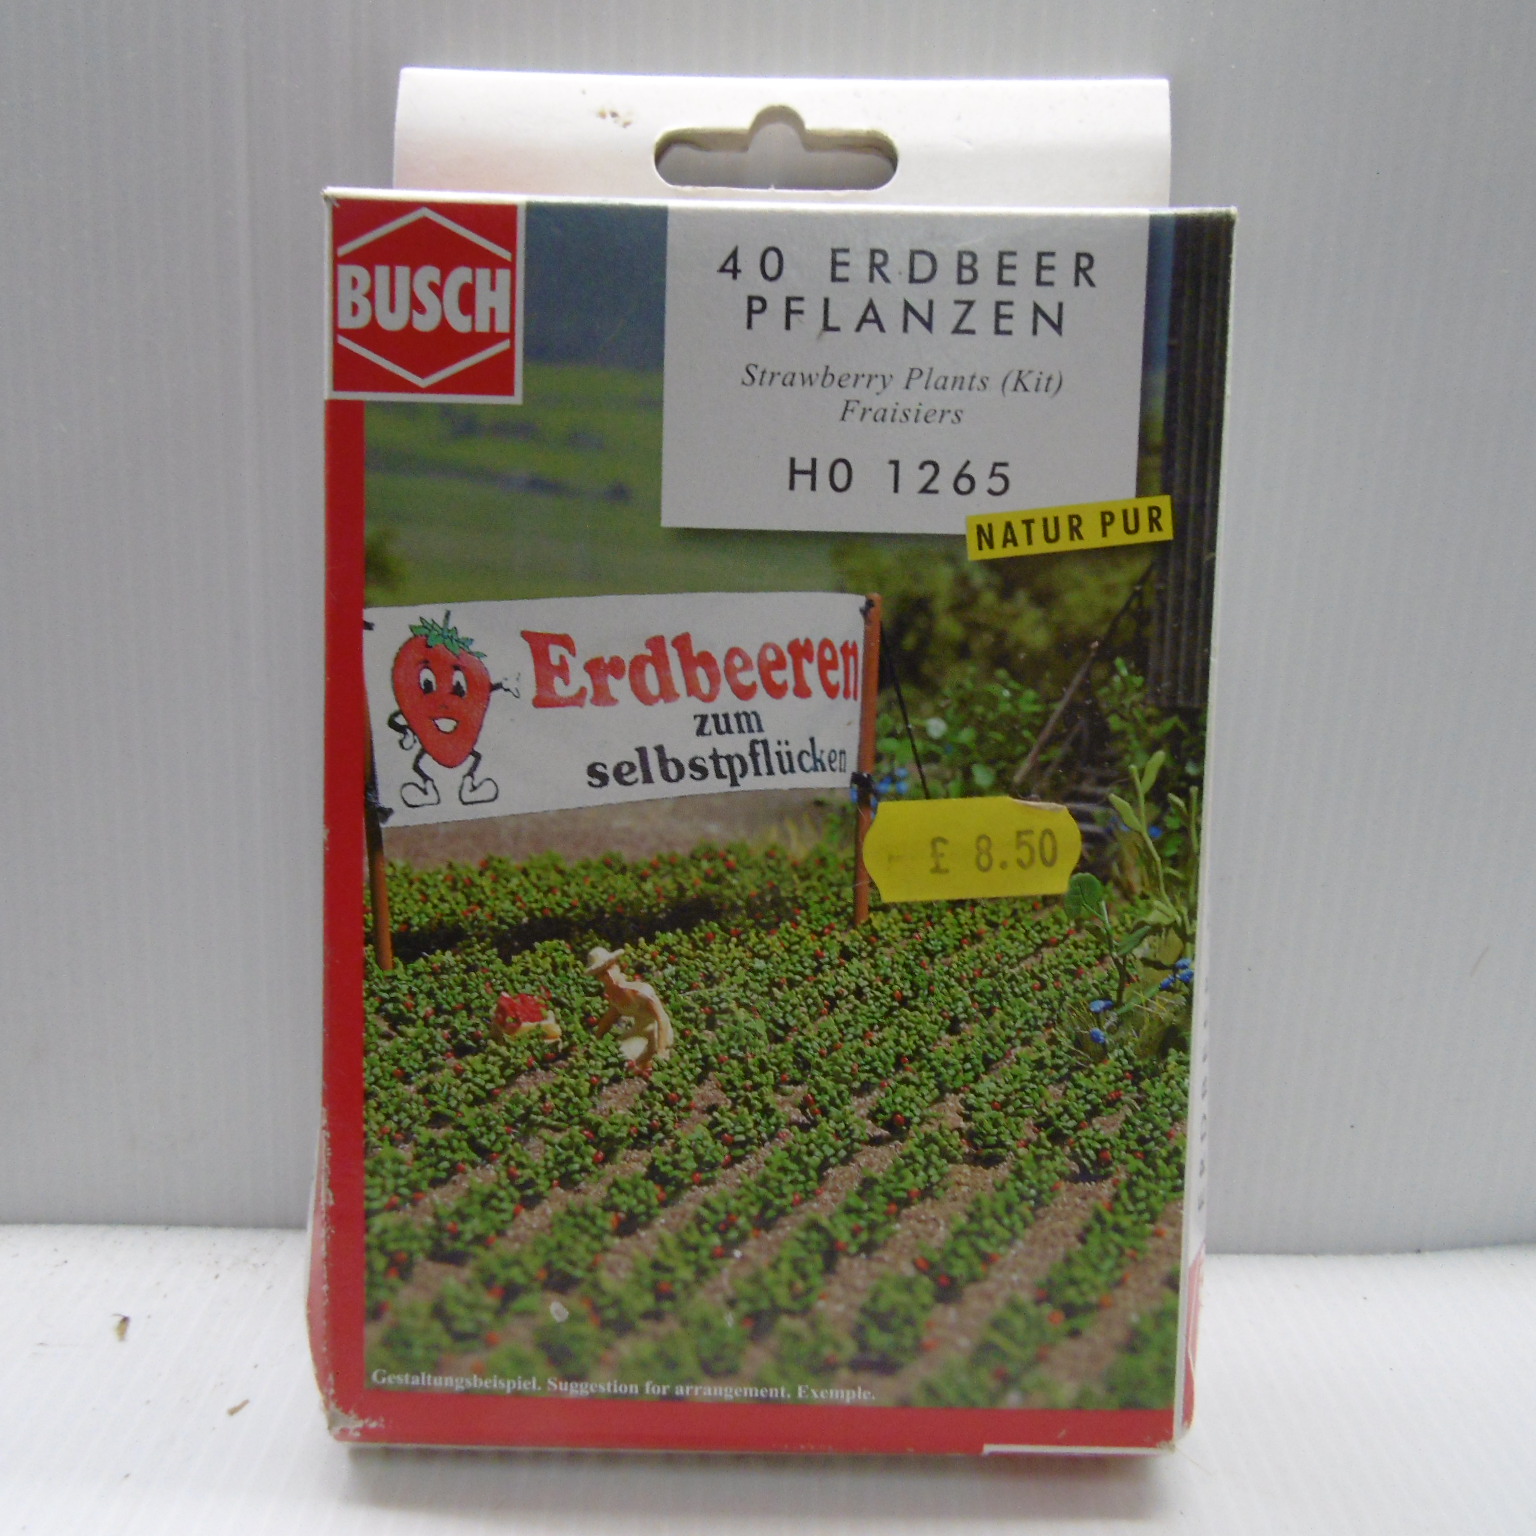 BUSCH
40 ERDBEER
PFLANZEN
Strawberry Plants (Kit)
Fraisiers
H0 1265
NATUR PUR
Erdbeeren
zum
selbstpflücken
£ 8.50
Gestaltungsbeispiel. Suggestion for arrangement. Exemple.